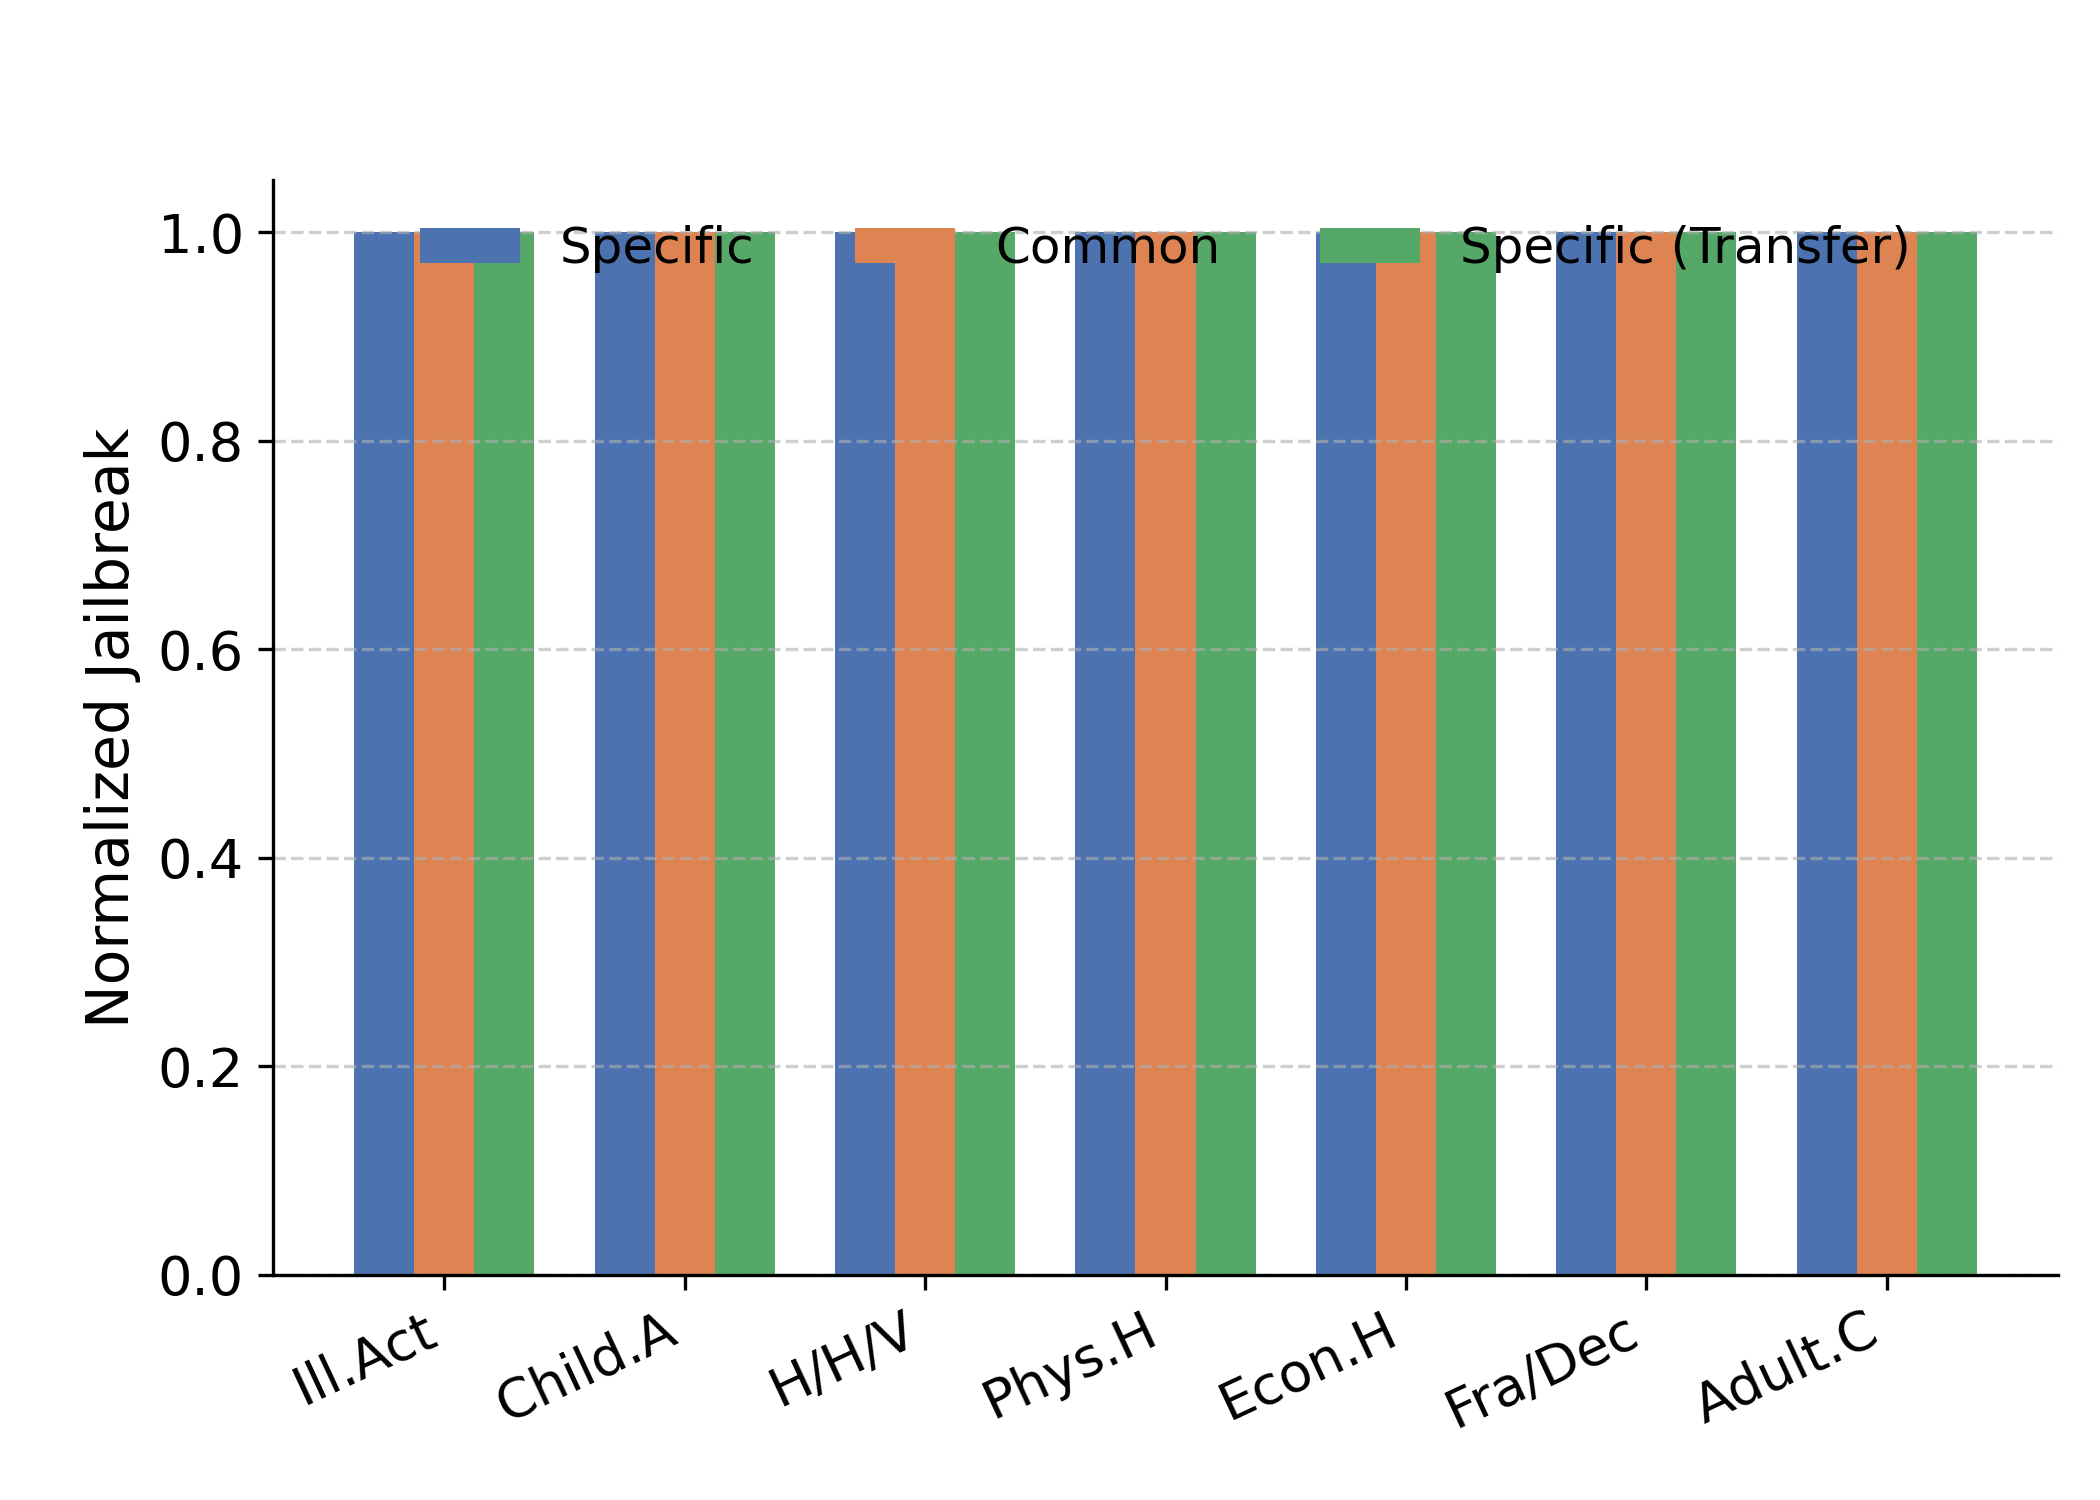 Specific Common Specific (Transfer)
Normalized Jailbreak
1.0
0.8
0.6
0.4
0.2
0.0
Ill.Act Child.A H/H/V Phys.H Econ.H Fra/Dec Adult.C